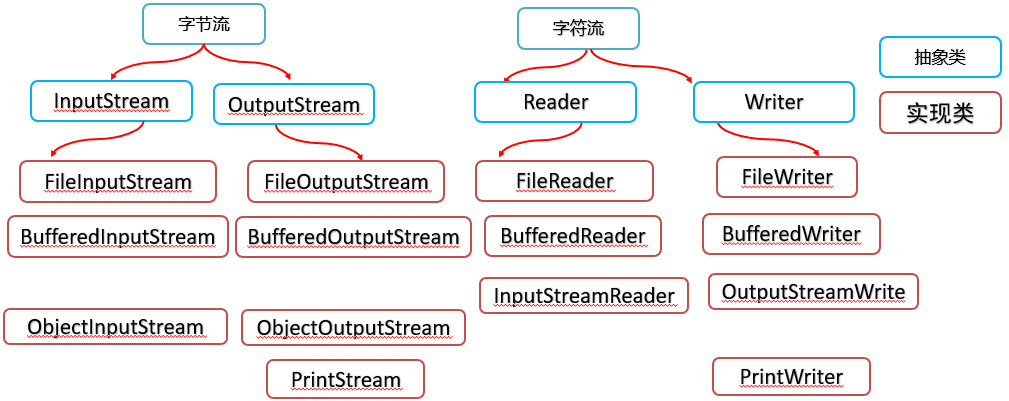 字节流
字符流
抽象类
InputStream
OutputStream
Reader
Writer
实现类
FileInputStream
FileOutputStream
FileReader
FileWriter
BufferedInputStream
BufferedOutputStream
BufferedReader
BufferedWriter
InputStreamReader
OutputStreamWrite
ObjectInputStream
ObjectOutputStream
PrintStream
PrintWriter